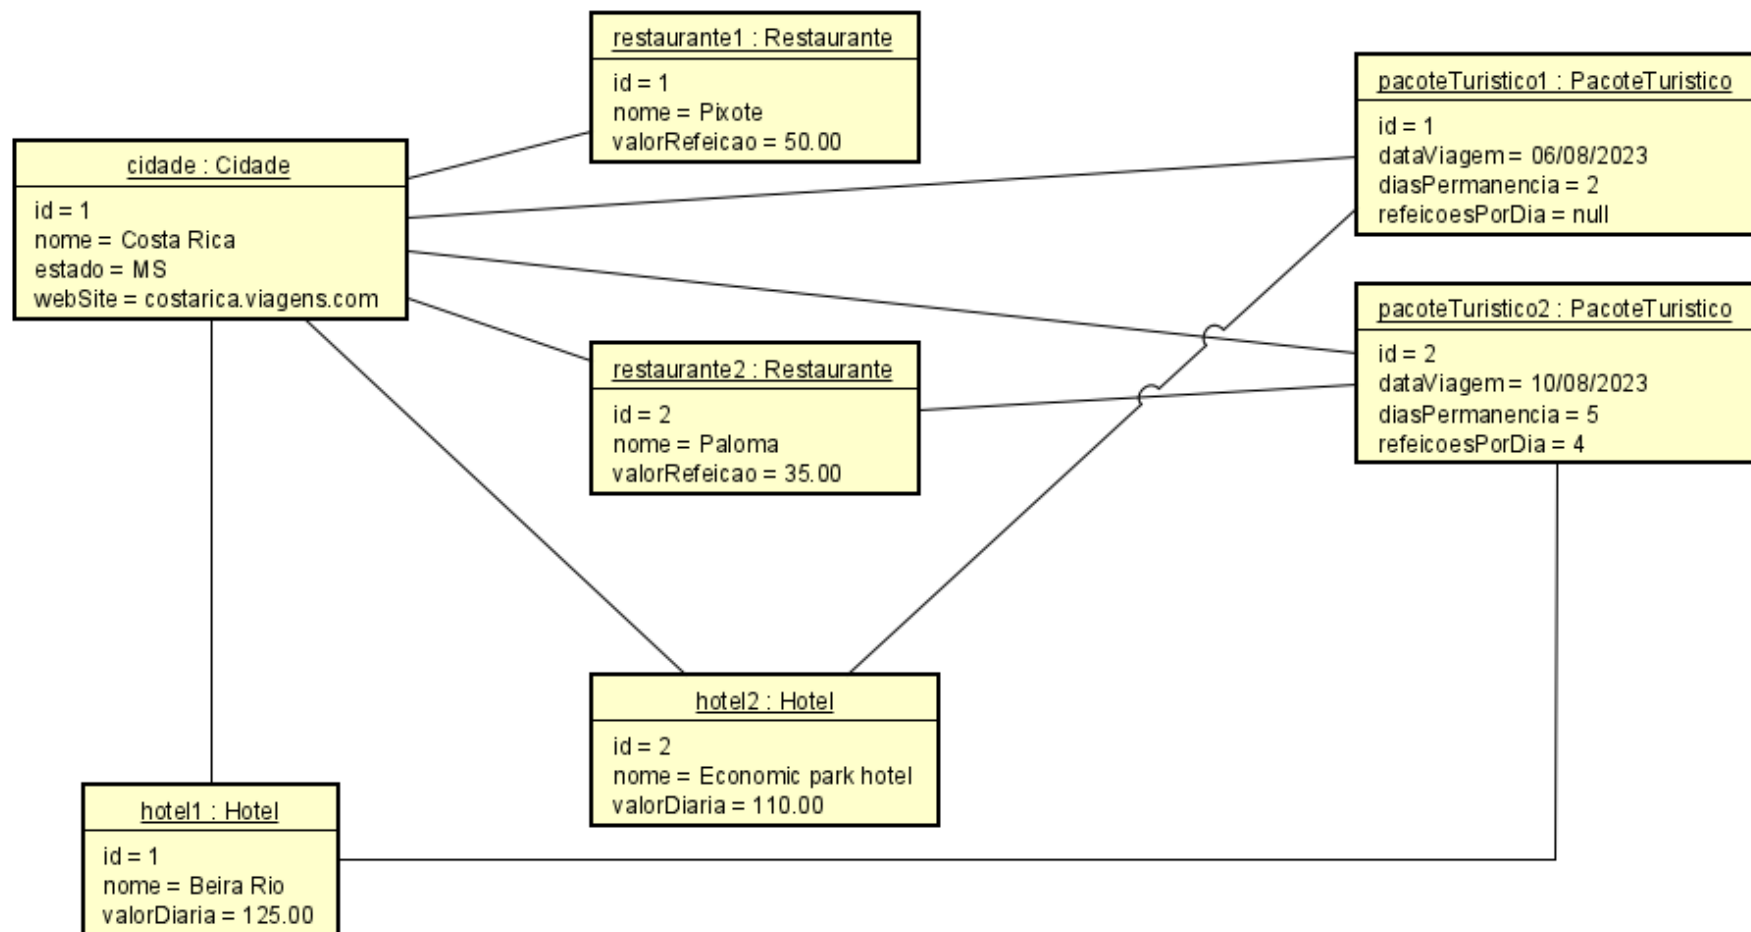 restaurante1 : Restaurante
id = 1
nome = Pixote
valorRefeicao = 50.00
pacoteTuristico1 : PacoteTuristico
id = 1
dataViagem = 06/08/2023
diasPermanencia = 2
refeicoesPorDia = null
cidade : Cidade
id = 1
nome = Costa Rica
estado = MS
webSite = costarica.viagens.com
pacoteTuristico2 : PacoteTuristico
id = 2
dataViagem = 10/08/2023
diasPermanencia = 5
refeicoesPorDia = 4
restaurante2 : Restaurante
id = 2
nome = Paloma
valorRefeicao = 35.00
hotel2 : Hotel
id = 2
nome = Economic park hotel
valorDiaria = 110.00
hotel1 : Hotel
id = 1
nome = Beira Rio
valorDiaria = 125.00